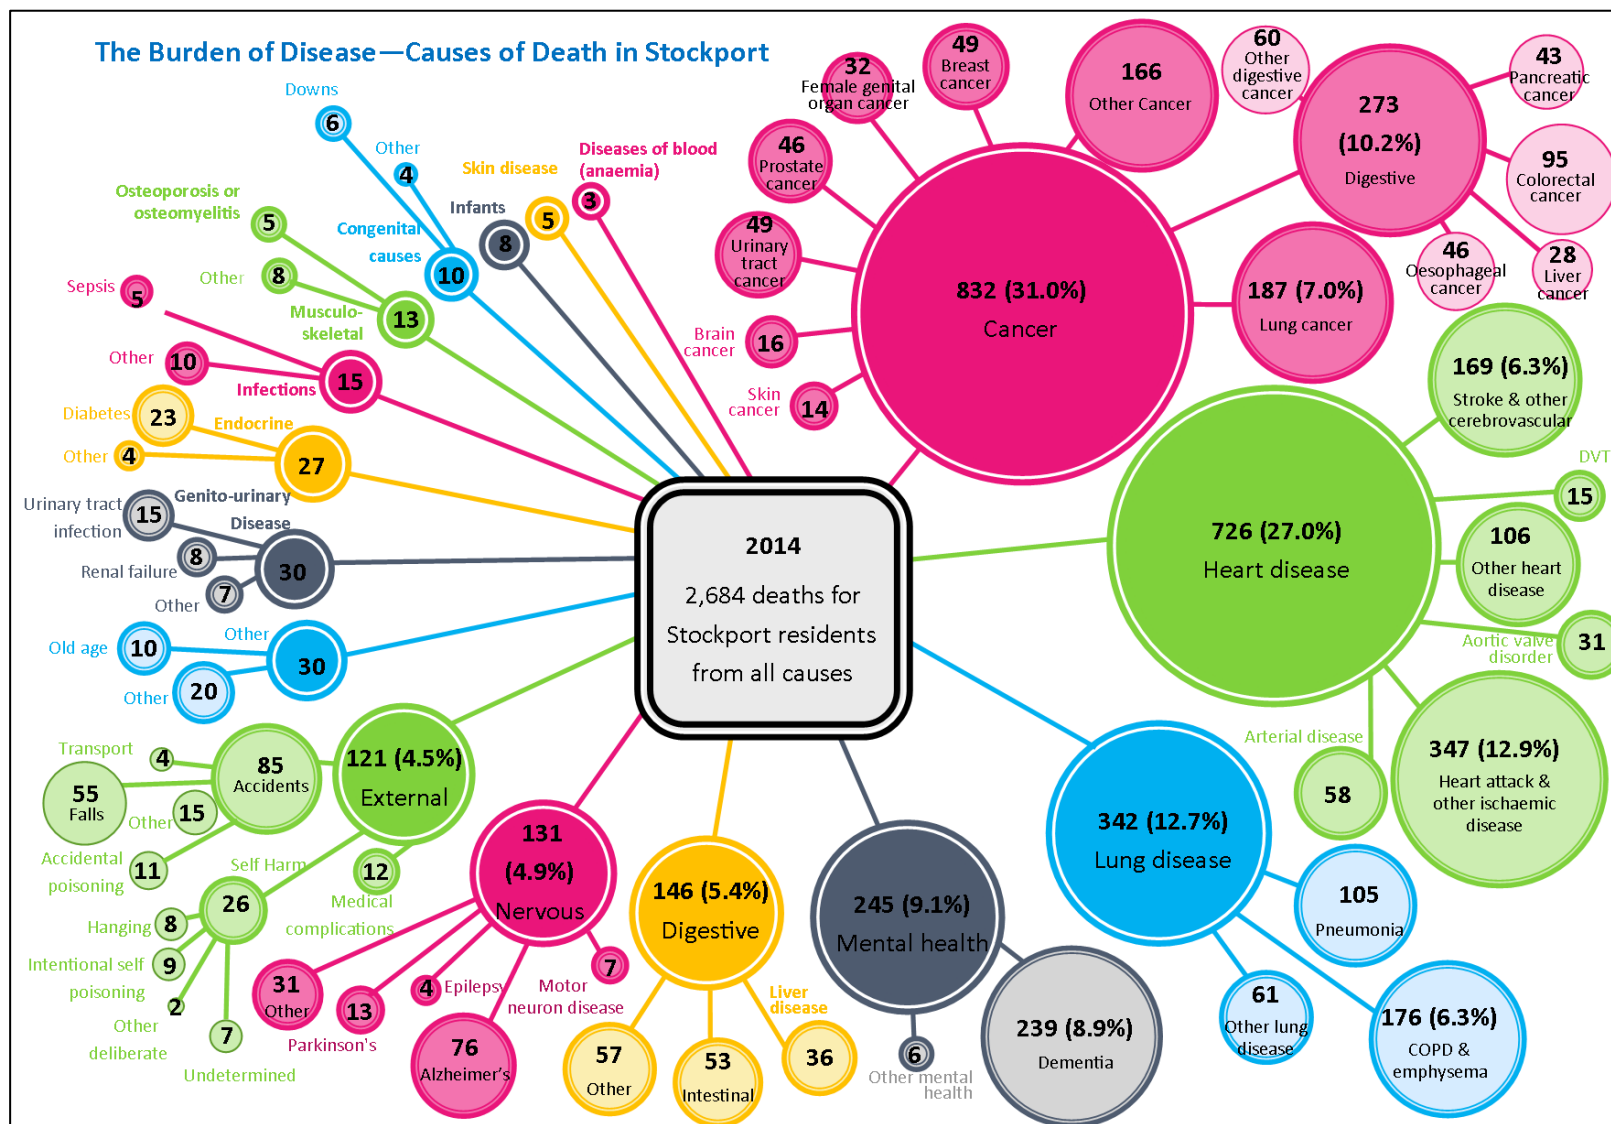 The Burden of Disease—Causes of Death in Stockport
2014
2,684 deaths for
Stockport residents
from all causes
832 (31.0%)
Cancer
14
Skin
cancer
16
Brain
cancer
49
Urinary
tract
cancer
46
Prostate
cancer
32
Female genital
organ cancer
49
Breast
cancer
166
Other Cancer
273
(10.2%)
Digestive
60
Other
digestive
cancer
43
Pancreatic
cancer
95
Colorectal
cancer
28
Liver
cancer
46
Oesophageal
cancer
187 (7.0%)
Lung cancer
726 (27.0%)
Heart disease
169 (6.3%)
Stroke & other
cerebrovascular
DVT
15
106
Other heart
disease
Aortic valve
disorder
31
347 (12.9%)
Heart attack &
other ischaemic
disease
Arterial disease
58
342 (12.7%)
Lung disease
105
Pneumonia
176 (6.3%)
COPD &
emphysema
61
Other lung
disease
245 (9.1%)
Mental health
239 (8.9%)
Dementia
6
Other mental
health
146 (5.4%)
Digestive
Liver
disease
36
53
Intestinal
57
Other
131
(4.9%)
Nervous
7
Motor
neuron disease
76
Alzheimer's
4
Epilepsy
13
Parkinson's
31
Other
121 (4.5%)
External
12
Medical
complications
85
Accidents
Transport
4
55
Falls
15
Other
11
Accidental
poisoning
Self Harm
26
8
Hanging
9
Intentional self
poisoning
2
Other
deliberate
7
Undetermined
Other
30
Old age
10
20
Other
Genito-urinary
Disease
30
Urinary tract
infection
15
8
Renal failure
7
Other
Endocrine
27
Diabetes
23
Other
4
Infections
15
Sepsis
5
Other
10
Musculo-
skeletal
13
Osteoporosis or
osteomyelitis
5
8
Other
Congenital
causes
10
Downs
6
Other
4
Infants
8
Skin disease
5
Diseases of blood
(anaemia)
3